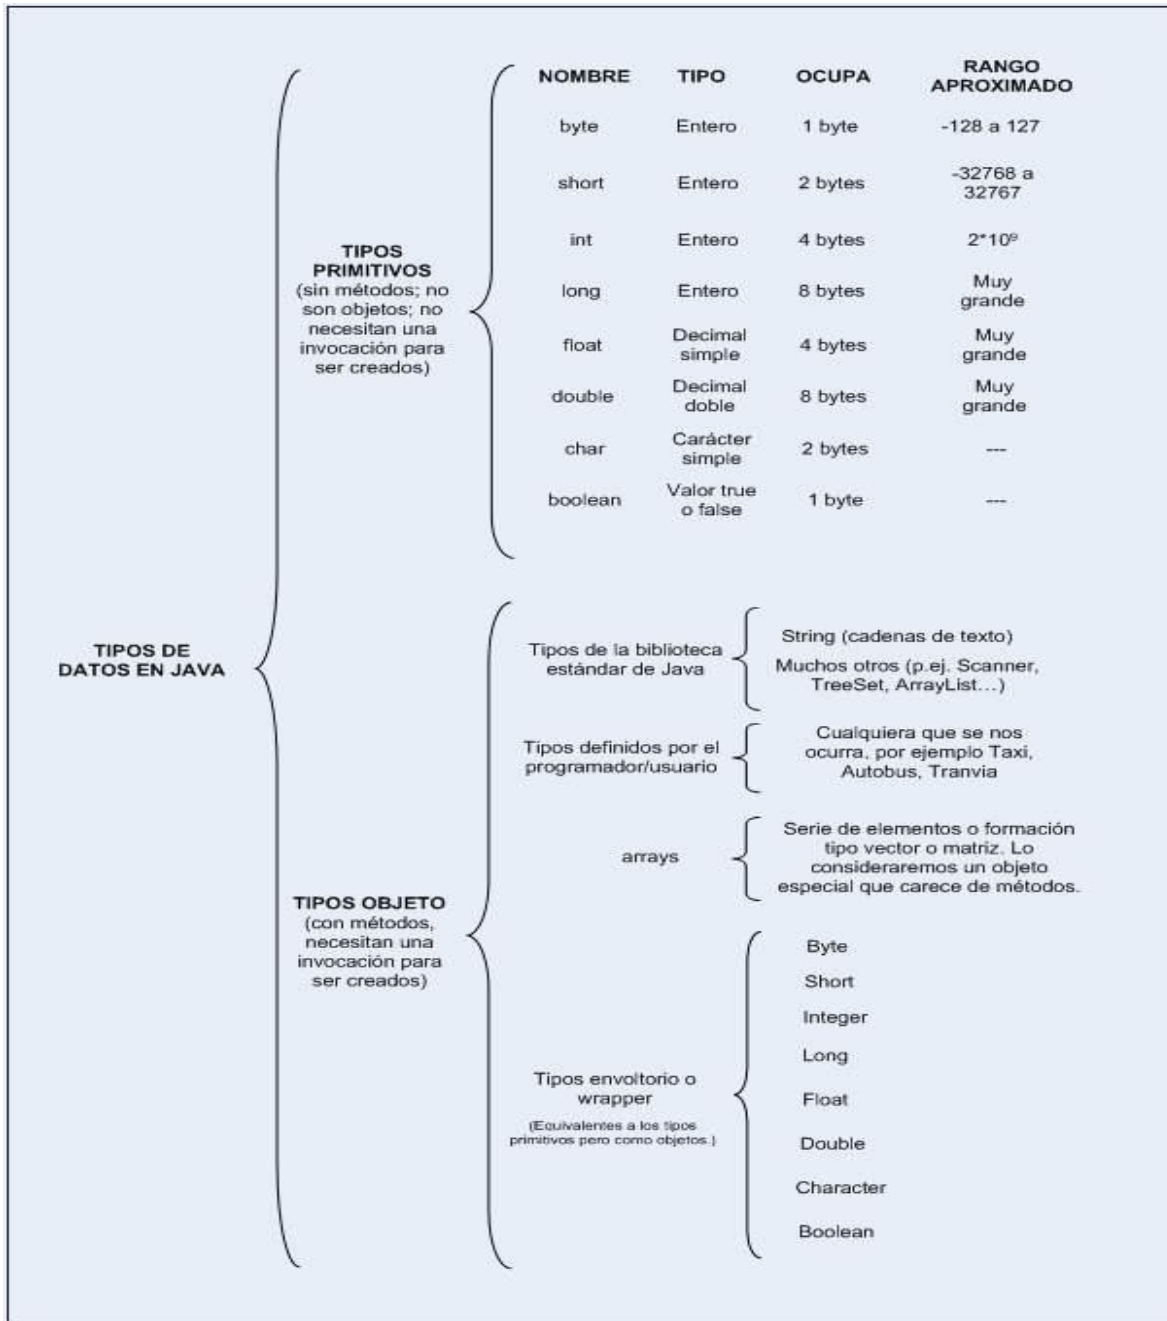 NOMBRE TIPO OCUPA RANGO
APROXIMADO
byte Entero 1 byte -128 a 127
short Entero 2 bytes -32768 a
32767
int Entero 4 bytes 2*10⁹
long Entero 8 bytes Muy
grande
float Decimal
simple 4 bytes Muy
grande
double Decimal
doble 8 bytes Muy
grande
char Carácter
simple 2 bytes ---
boolean Valor true
o false 1 byte ---
TIPOS
PRIMITIVOS
(sin métodos; no
son objetos; no
necesitan una
invocación para
ser creados)
TIPOS DE
DATOS EN JAVA
Tipos de la biblioteca
estándar de Java
String (cadenas de texto)
Muchos otros (p.ej. Scanner,
TreeSet, ArrayList…)
Tipos definidos por el
programador/usuario
Cualquiera que se nos
ocurra, por ejemplo Taxi,
Autobus, Tranvia
arrays
Serie de elementos o formación
tipo vector o matriz. Lo
consideraremos un objeto
especial que carece de métodos.
TIPOS OBJETO
(con métodos,
necesitan una
invocación para
ser creados)
Tipos envoltorio o
wrapper
(Equivalentes a los tipos
primitivos pero como objetos.)
Byte
Short
Integer
Long
Float
Double
Character
Boolean